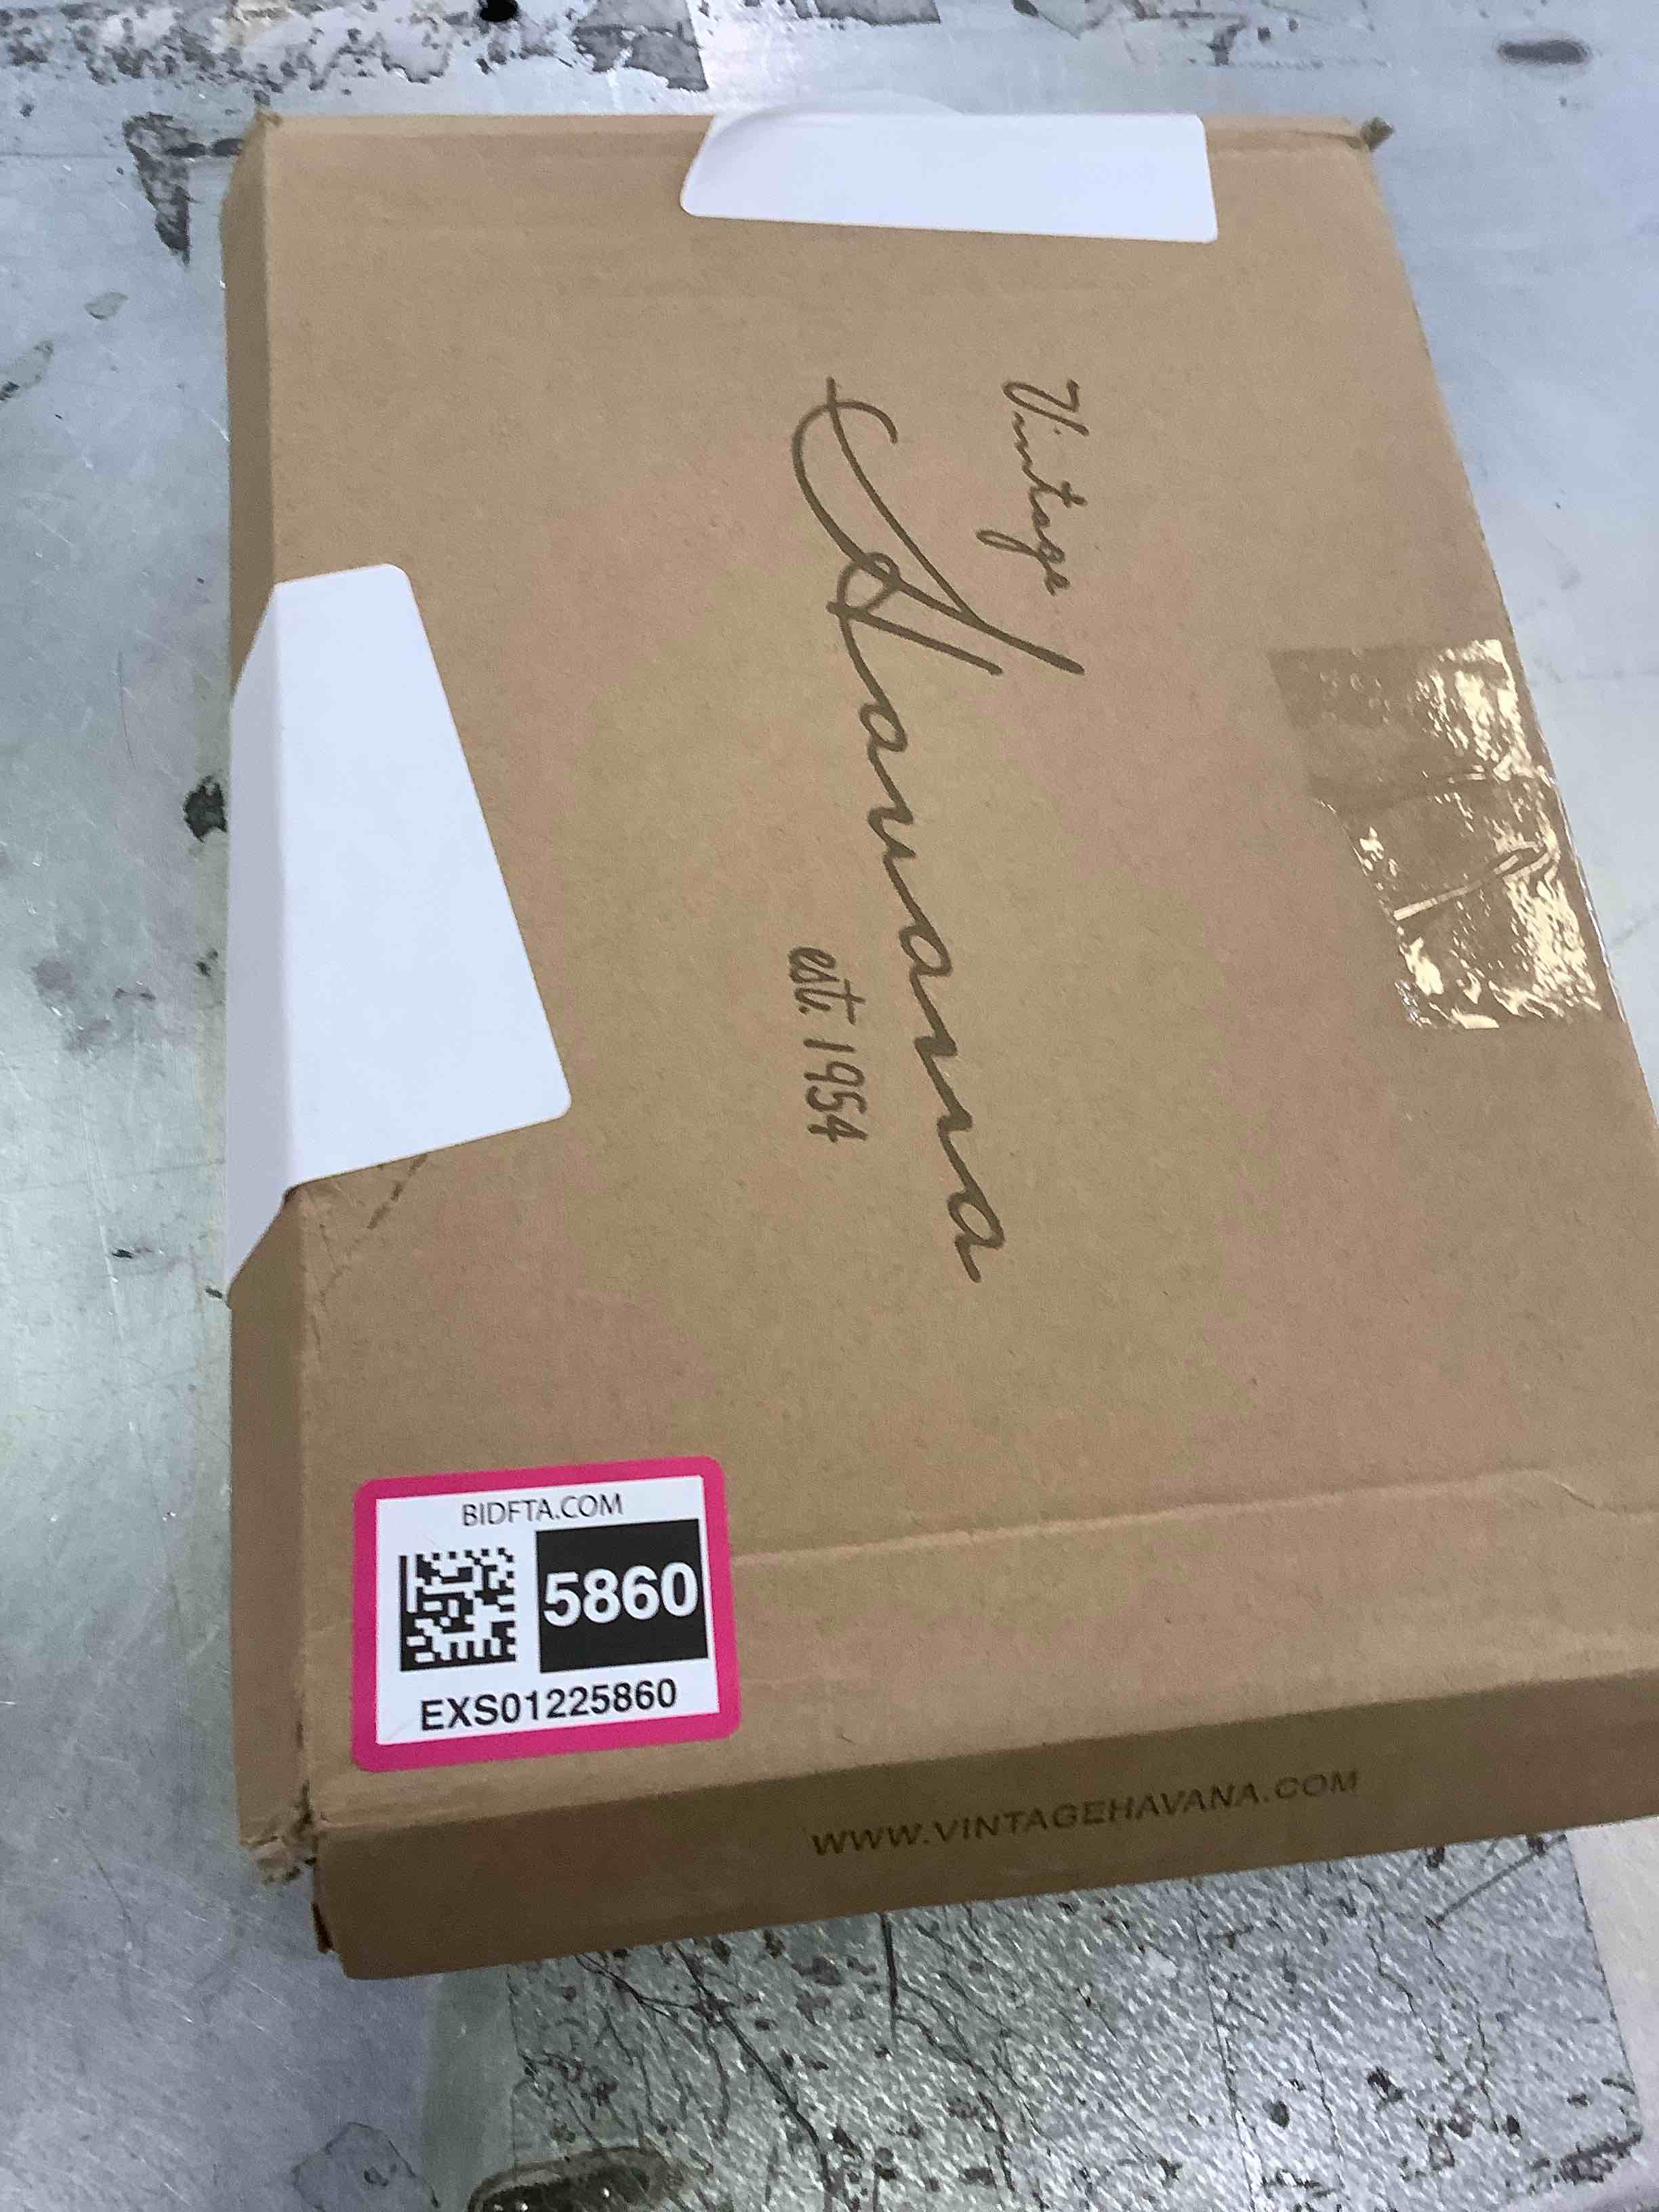 Vintage
Havana
est. 1954
BIDFTA.COM
5860
EXS01225860
WWW.VINTAGEHAVANA.COM